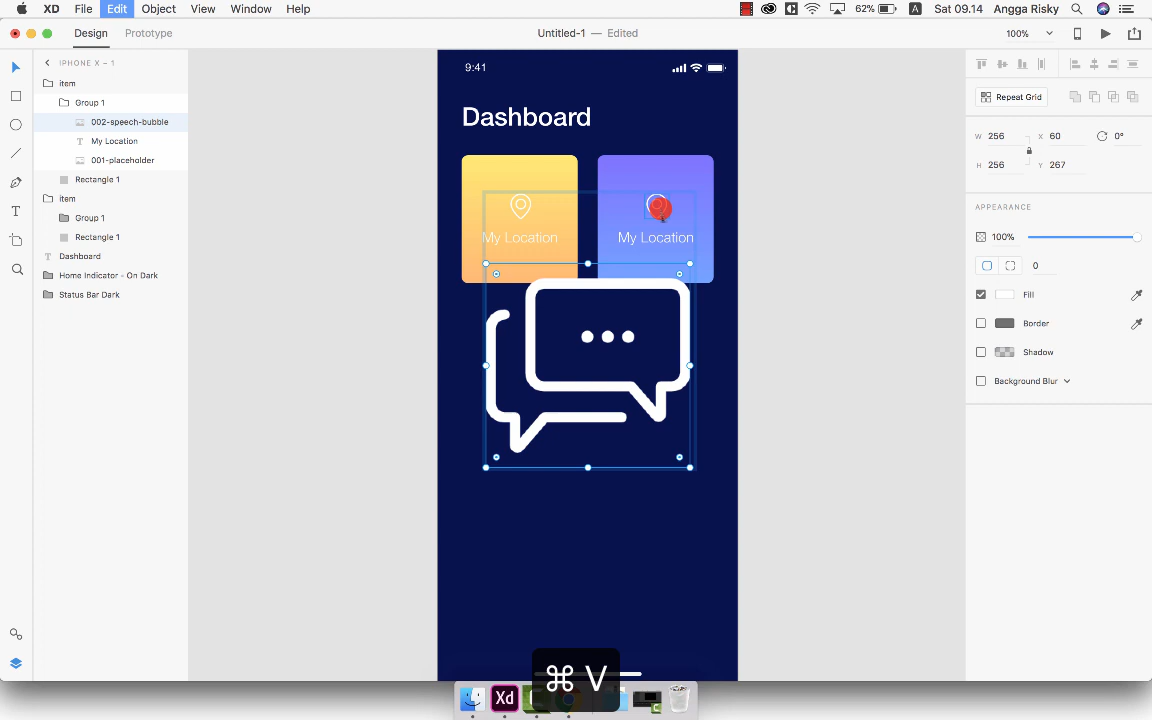 XD File Edit Object View Window Help 62% A Sat 09.14 Angga Risky
Design Prototype Untitled-1 — Edited 100%
IPHONE X – 1
item
Group 1
002-speech-bubble
My Location
001-placeholder
Rectangle 1
item
Group 1
Rectangle 1
Dashboard
Home Indicator - On Dark
Status Bar Dark
T
T
T
9:41
Dashboard
My Location
My Location
⌘ V
Xd
Repeat Grid
W 256 X 60 0°
H 256 Y 267
APPEARANCE
100%
0
Fill
Border
Shadow
Background Blur